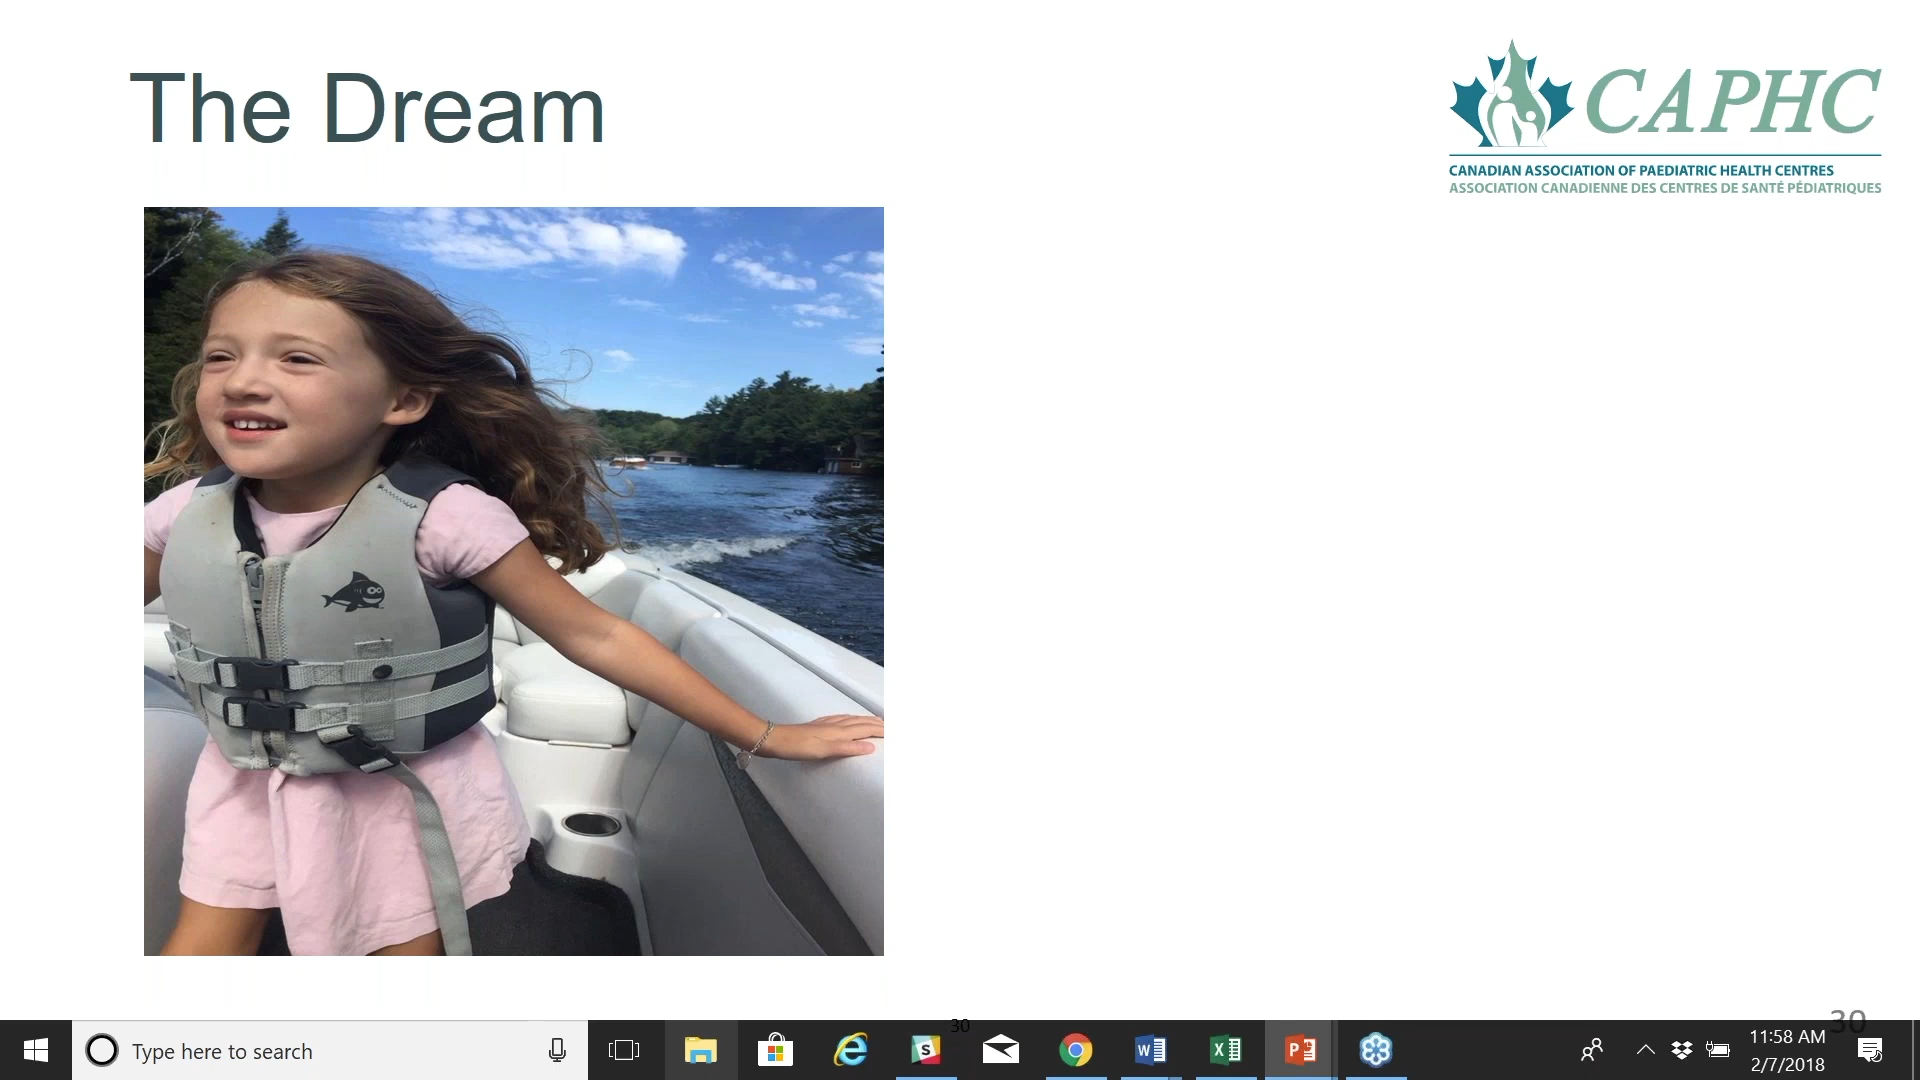 The Dream
CAPHC
CANADIAN ASSOCIATION OF PAEDIATRIC HEALTH CENTRES
ASSOCIATION CANADIENNE DES CENTRES DE SANTÉ PÉDIATRIQUES
30
30
Type here to search
11:58 AM
2/7/2018